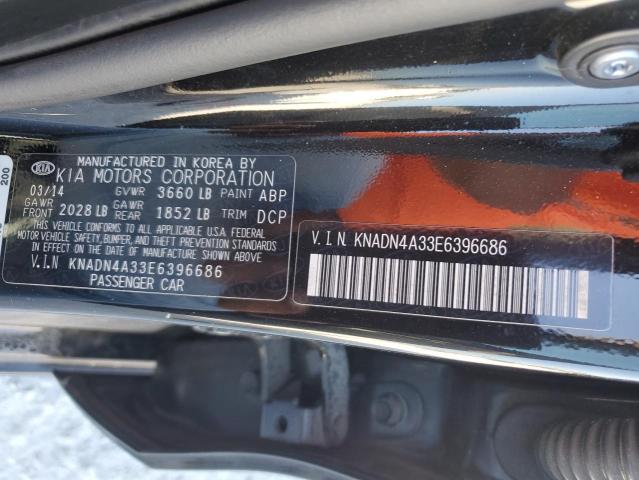 200
MANUFACTURED IN KOREA BY
KIA KIA MOTORS CORPORATION
03/14 GVWR 3660 LB PAINT ABP
GAWR FRONT 2028 LB GAWR REAR 1852 LB TRIM DCP
THIS VEHICLE CONFORMS TO ALL APPLICABLE U.S.A. FEDERAL
MOTOR VEHICLE SAFETY, BUMPER, AND THEFT PREVENTION
STANDARDS IN EFFECT ON THE DATE OF MANUFACTURE SHOWN ABOVE
V.I.N KNADN4A33E6396686
PASSENGER CAR
V.I.N. KNADN4A33E6396686